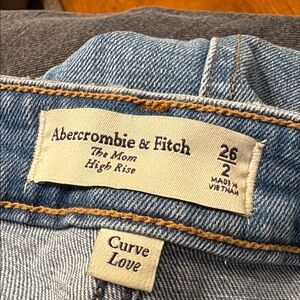 Abercrombie & Fitch
The Mom
High Rise
26
2
MADE IN
VIETNAM
Curve
Love